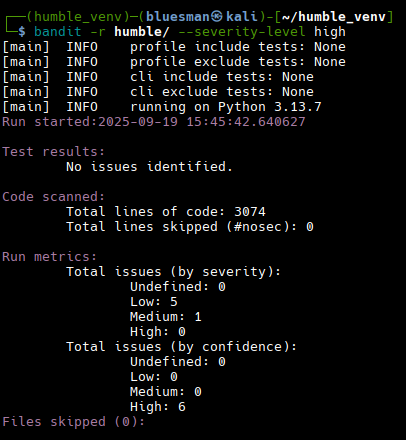 ┌──(humble_venv)─(bluesman㉿kali)-[~/humble_venv]
└─$ bandit -r humble/ --severity-level high
[main]  INFO    profile include tests: None
[main]  INFO    profile exclude tests: None
[main]  INFO    cli include tests: None
[main]  INFO    cli exclude tests: None
[main]  INFO    running on Python 3.13.7
Run started:2025-09-19 15:45:42.640627

Test results:
        No issues identified.

Code scanned:
        Total lines of code: 3074
        Total lines skipped (#nosec): 0

Run metrics:
        Total issues (by severity):
                Undefined: 0
                Low: 5
                Medium: 1
                High: 0
        Total issues (by confidence):
                Undefined: 0
                Low: 0
                Medium: 0
                High: 6
Files skipped (0):